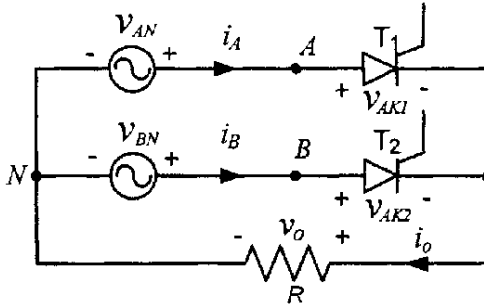 v_AN i_A A T_1
- + + v_AK1 -
v_BN i_B B T_2
N - + + v_AK2 -
- v_o + i_o
R